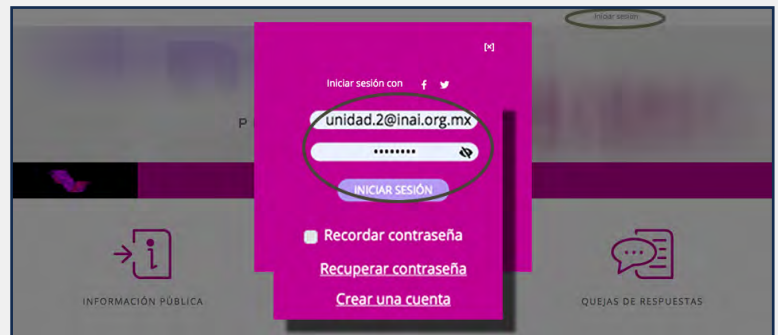 Iniciar sesión
[x]
Iniciar sesión con
P
unidad.2@inai.org.mx
••••••••
INICIAR SESIÓN
Recordar contraseña
Recuperar contraseña
Crear una cuenta
INFORMACIÓN PÚBLICA
QUEJAS DE RESPUESTAS